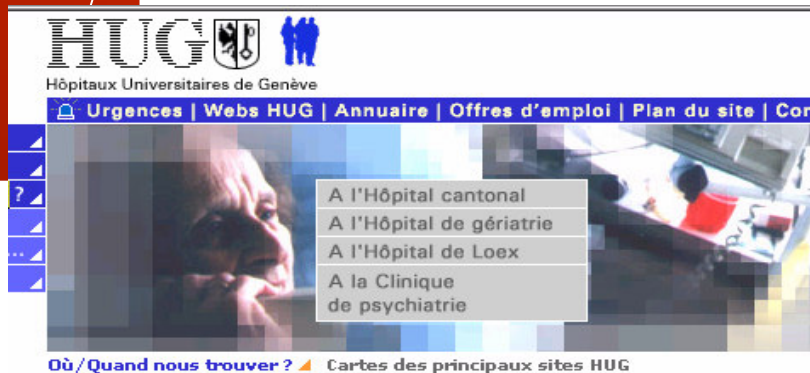 HUG
Hôpitaux Universitaires de Genève
Urgences | Webs HUG | Annuaire | Offres d'emploi | Plan du site |
?
...
A l'Hôpital cantonal
A l'Hôpital de gériatrie
A l'Hôpital de Loex
A la Clinique
de psychiatrie
Où/Quand nous trouver ? Cartes des principaux sites HUG